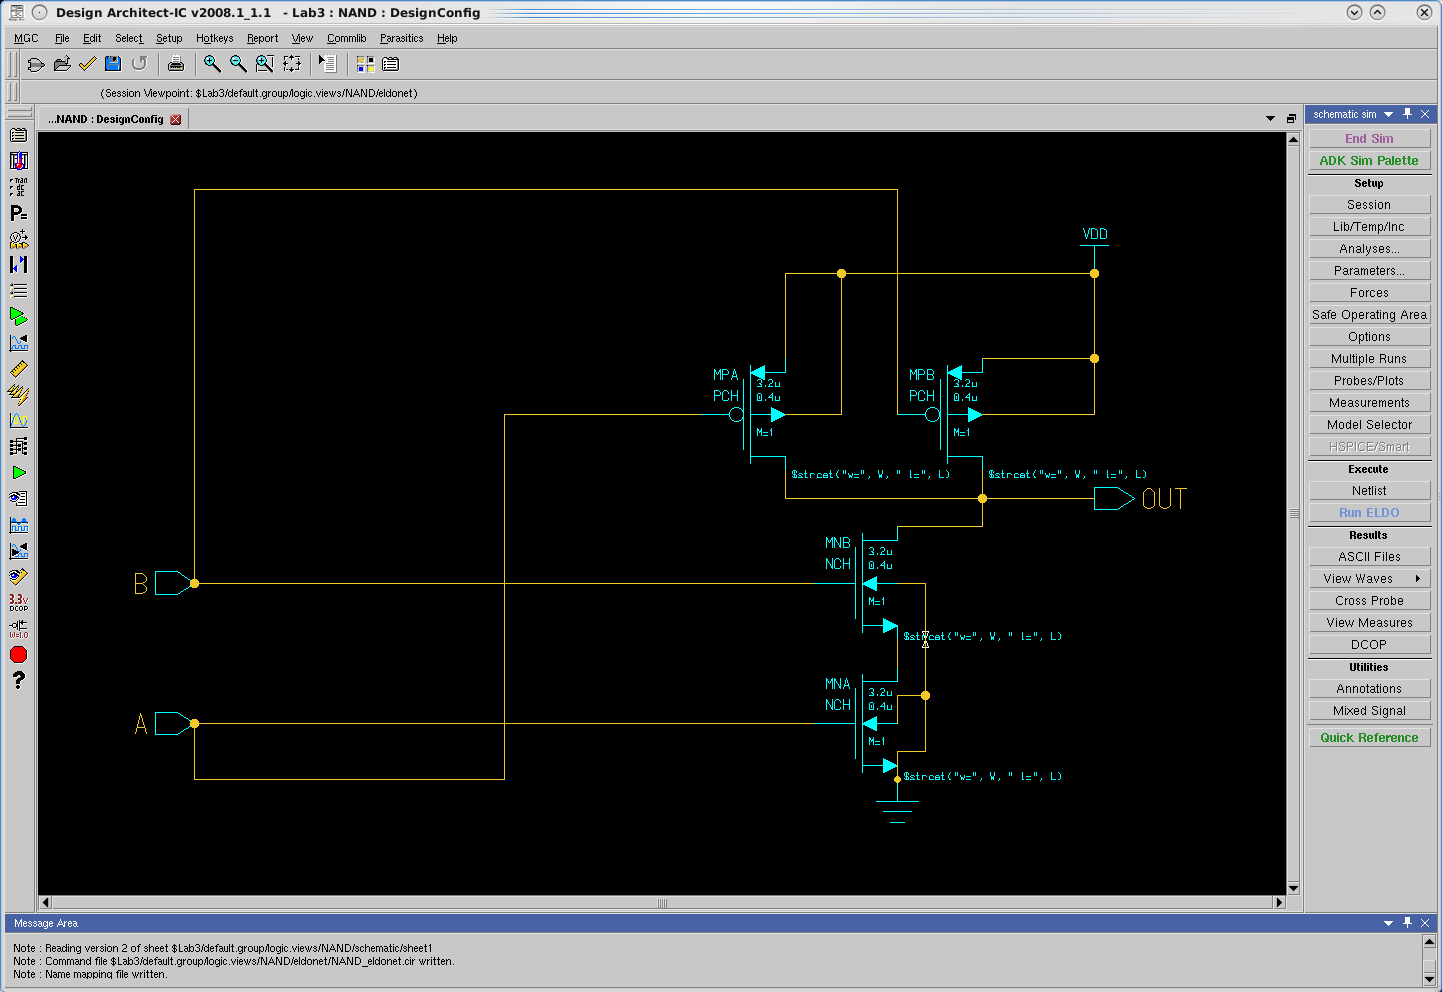 Design Architect-IC v2008.1_1.1 - Lab3 : NAND : DesignConfig
MGC File Edit Select Setup Hotkeys Report View Commlib Parasitics Help
(Session Viewpoint: $Lab3/default.group/logic.views/NAND/eldonet)
...NAND : DesignConfig
schematic sim
End Sim
ADK Sim Palette
Setup
Session
Lib/Temp/Inc
Analyses...
Parameters...
Forces
Safe Operating Area
Options
Multiple Runs
Probes/Plots
Measurements
Model Selector
HSPICE/Smart
Execute
Netlist
Run ELDO
Results
ASCII Files
View Waves
Cross Probe
View Measures
DCOP
Utilities
Annotations
Mixed Signal
Quick Reference
Tran
dc
ac
P=
3.3v
DCOP
W=1.0
?
VDD
MPA
PCH
3.2u
0.4u
M=1
$strcat("w=", W, " l=", L)
MPB
PCH
3.2u
0.4u
M=1
$strcat("w=", W, " l=", L)
OUT
MNB
NCH
3.2u
0.4u
M=1
$strcat("w=", W, " l=", L)
B
MNA
NCH
3.2u
0.4u
M=1
$strcat("w=", W, " l=", L)
A
Message Area
Note : Reading version 2 of sheet $Lab3/default.group/logic.views/NAND/schematic/sheet1
Note : Command file $Lab3/default.group/logic.views/NAND/eldonet/NAND_eldonet.cir written.
Note : Name mapping file written.